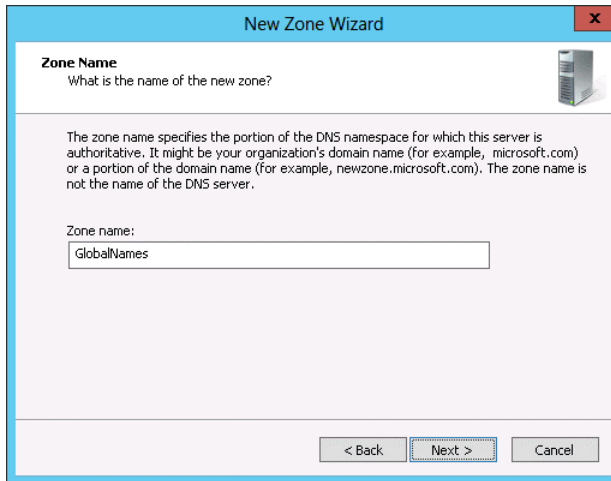 New Zone Wizard
x
Zone Name
What is the name of the new zone?
The zone name specifies the portion of the DNS namespace for which this server is
authoritative. It might be your organization's domain name (for example, microsoft.com)
or a portion of the domain name (for example, newzone.microsoft.com). The zone name is
not the name of the DNS server.
Zone name:
GlobalNames
< Back Next > Cancel